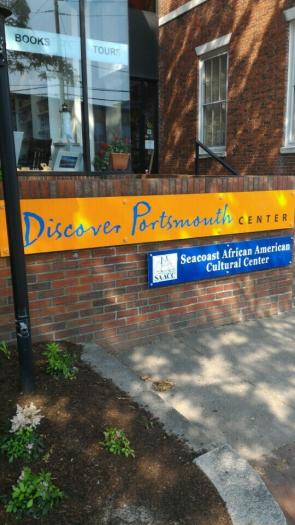 BOOKS TOURS
Discover Portsmouth CENTER
Seacoast African American
Cultural Center
SAACC